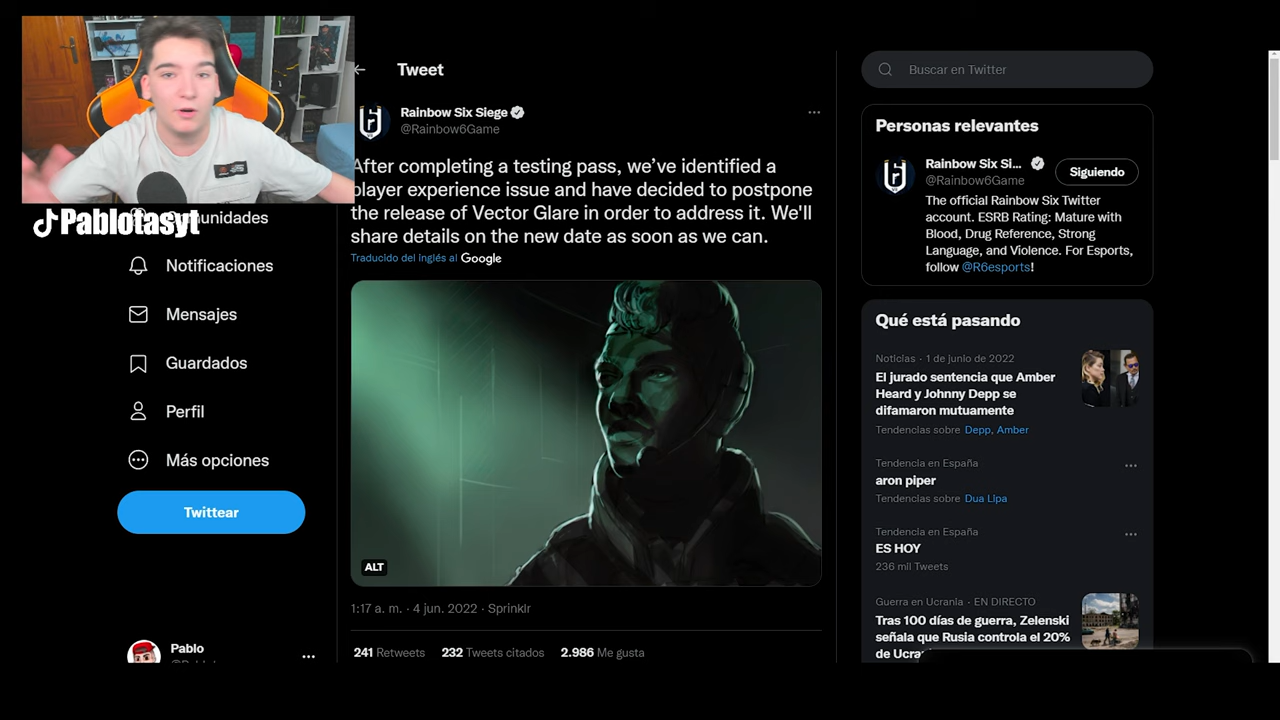 Tweet
Rainbow Six Siege
@Rainbow6Game
After completing a testing pass, we've identified a
player experience issue and have decided to postpone
the release of Vector Glare in order to address it. We'll
share details on the new date as soon as we can.
Traducido del inglés al Google
ALT
1:17 a. m. · 4 jun. 2022 · Sprinklr
241 Retweets 232 Tweets citados 2.986 Me gusta
Pablotasyt
Notificaciones
Mensajes
Guardados
Perfil
Más opciones
Twittear
Pablo
Buscar en Twitter
Personas relevantes
Rainbow Six Si...
@Rainbow6Game
Siguiendo
The official Rainbow Six Twitter
account. ESRB Rating: Mature with
Blood, Drug Reference, Strong
Language, and Violence. For Esports,
follow @R6esports!
Qué está pasando
Noticias · 1 de junio de 2022
El jurado sentencia que Amber
Heard y Johnny Depp se
difamaron mutuamente
Tendencias sobre Depp, Amber
Tendencia en España
aron piper
Tendencias sobre Dua Lipa
Tendencia en España
ES HOY
236 mil Tweets
Guerra en Ucrania · EN DIRECTO
Tras 100 días de guerra, Zelenski
señala que Rusia controla el 20%
de